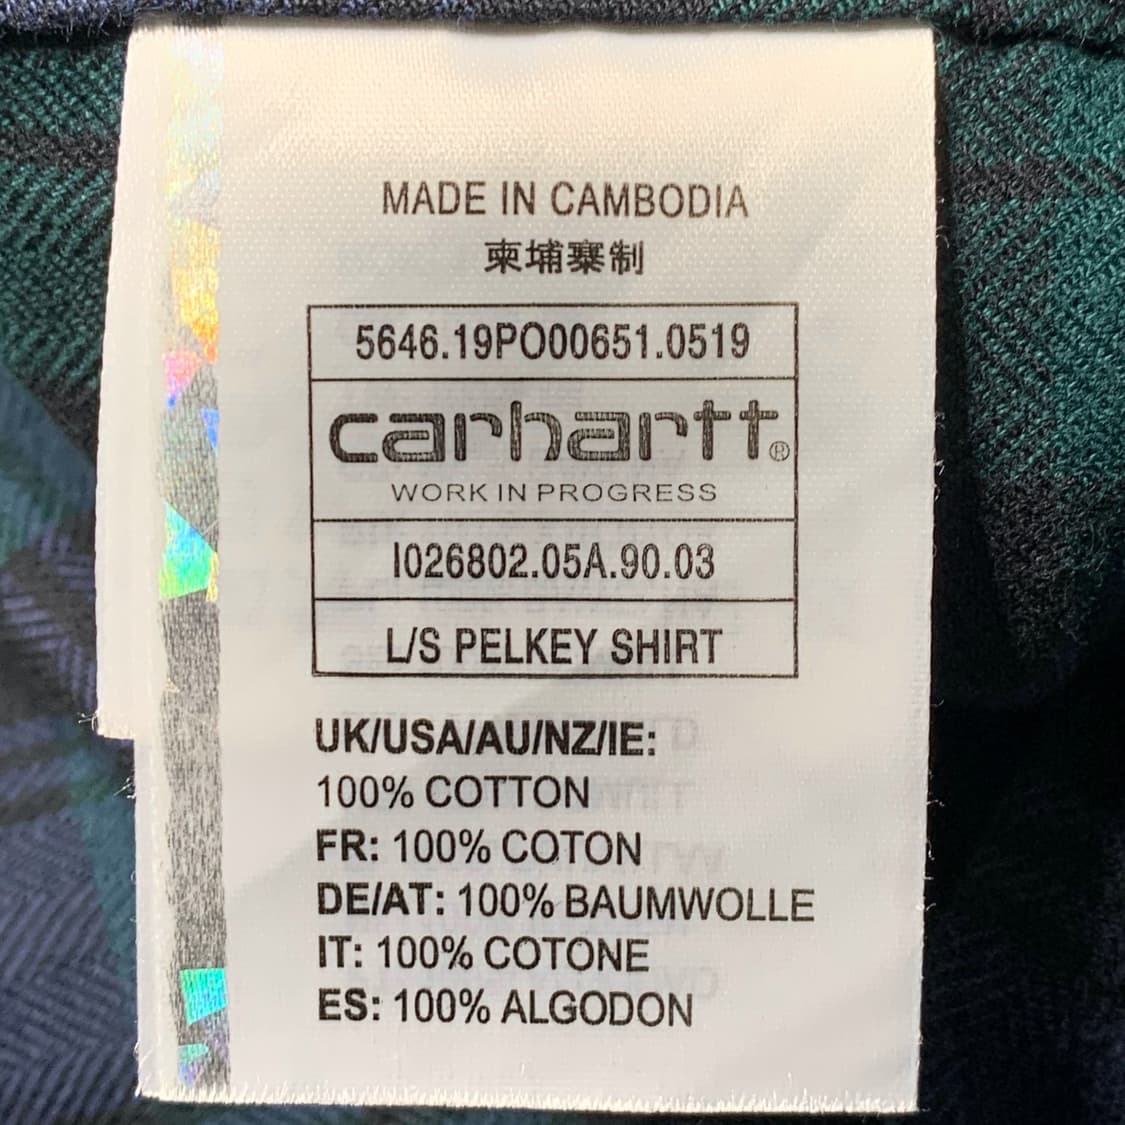 MADE IN CAMBODIA
柬埔寨制
5646.19PO00651.0519
carhartt®
WORK IN PROGRESS
I026802.05A.90.03
L/S PELKEY SHIRT
UK/USA/AU/NZ/IE:
100% COTTON
FR: 100% COTON
DE/AT: 100% BAUMWOLLE
IT: 100% COTONE
ES: 100% ALGODON